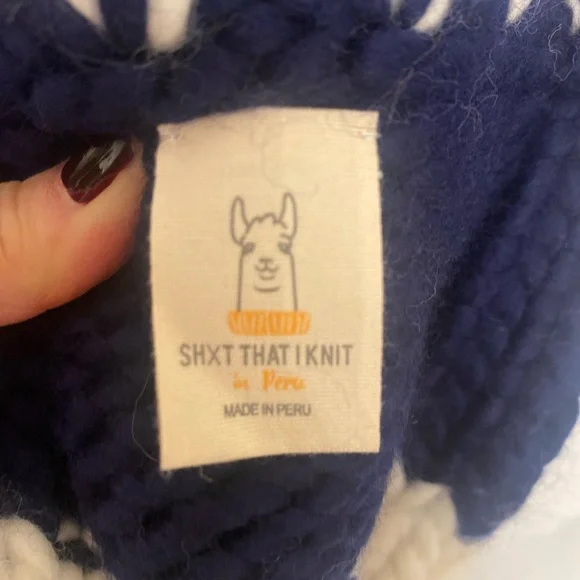 SHXT THAT I KNIT
in Peru
MADE IN PERU